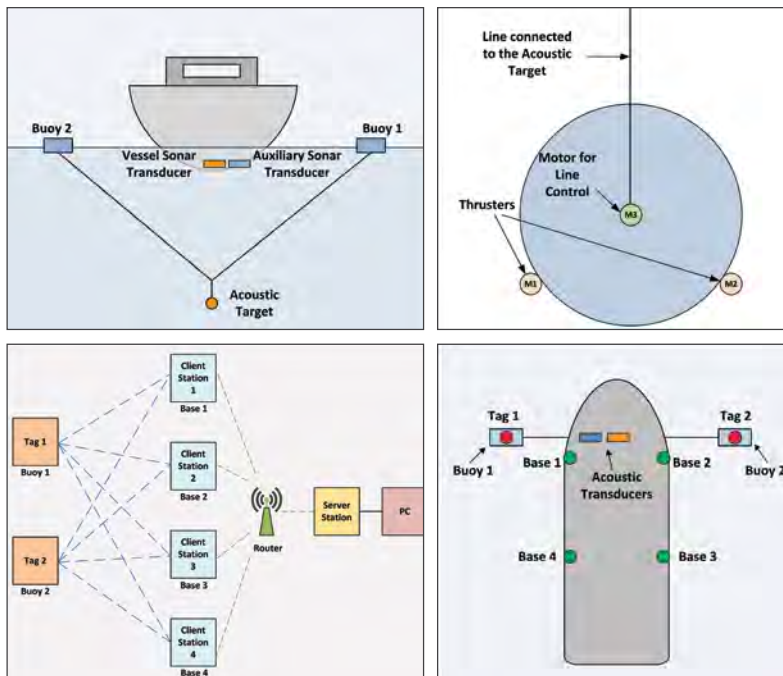 Buoy 2
Buoy 1
Vessel Sonar
Transducer
Auxiliary Sonar
Transducer
Acoustic
Target
Line connected
to the Acoustic
Target
Motor for
Line
Control
M3
Thrusters
M1
M2
Client
Station
1
Base 1
Tag 1
Buoy 1
Client
Station
2
Base 2
Server
Station
PC
Router
Client
Station
3
Base 3
Tag 2
Buoy 2
Client
Station
4
Base 4
Tag 1
Tag 2
Buoy 1
Base 1
Acoustic
Transducers
Base 2
Buoy 2
Base 4
Base 3